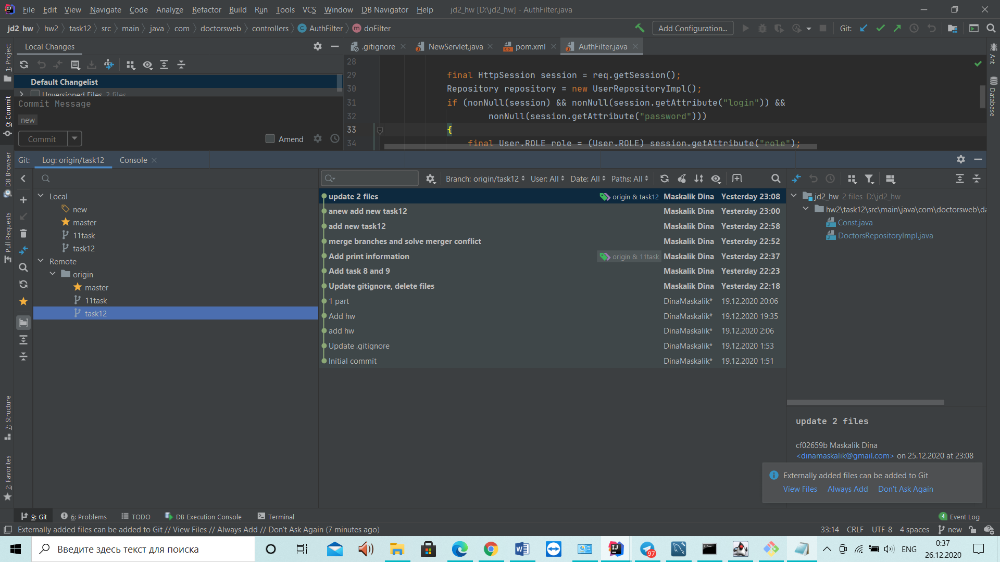 File Edit View Navigate Code Analyze Refactor Build Run Tools VCS Window DB Navigator Help jd2_hw [D:\jd2_hw] - AuthFilter.java
jd2_hw hw2 task12 src main java com doctorsweb controllers AuthFilter doFilter
Add Configuration...
Git:
Local Changes
.gitignore
NewServlet.java
pom.xml
AuthFilter.java
Default Changelist
Unversioned Files 2 files
Commit Message
new
Commit
Amend
28
29 final HttpSession session = req.getSession();
30 Repository repository = new UserRepositoryImpl();
31 if (nonNull(session) && nonNull(session.getAttribute("login")) &&
32 nonNull(session.getAttribute("password")))
33 {
34 final User.ROLE role = (User.ROLE) session.getAttribute("role");
1: Project
0: Commit
DB Browser
Pull Requests
7: Structure
2: Favorites
Ant
Database
Git: Log: origin/task12 Console
Branch: origin/task12 User: All Date: All Paths: All
Local
new
master
11task
task12
Remote
origin
master
11task
task12
update 2 files origin & task12 Maskalik Dina Yesterday 23:08
anew add new task12 Maskalik Dina Yesterday 23:00
add new task12 Maskalik Dina Yesterday 22:58
merge branches and solve merger conflict Maskalik Dina Yesterday 22:52
Add print information origin & 11task Maskalik Dina Yesterday 22:37
Add task 8 and 9 Maskalik Dina Yesterday 22:23
Update gitignore, delete files Maskalik Dina Yesterday 22:18
1 part DinaMaskalik* 19.12.2020 20:06
Add hw DinaMaskalik* 19.12.2020 19:35
add hw DinaMaskalik* 19.12.2020 2:06
Update .gitignore DinaMaskalik* 19.12.2020 1:53
Initial commit DinaMaskalik* 19.12.2020 1:51
jd2_hw 2 files D:\jd2_hw
hw2\task12\src\main\java\com\doctorsweb\da
Const.java
DoctorsRepositoryImpl.java
update 2 files
cf02659b Maskalik Dina
<dinamaskalik@gmail.com> on 25.12.2020 at 23:08
Externally added files can be added to Git
View Files Always Add Don't Ask Again
9: Git 6: Problems TODO DB Execution Console Terminal
4 Event Log
Externally added files can be added to Git // View Files // Always Add // Don't Ask Again (7 minutes ago)
33:14 CRLF UTF-8 4 spaces new
Введите здесь текст для поиска
97
ENG
0:37
26.12.2020